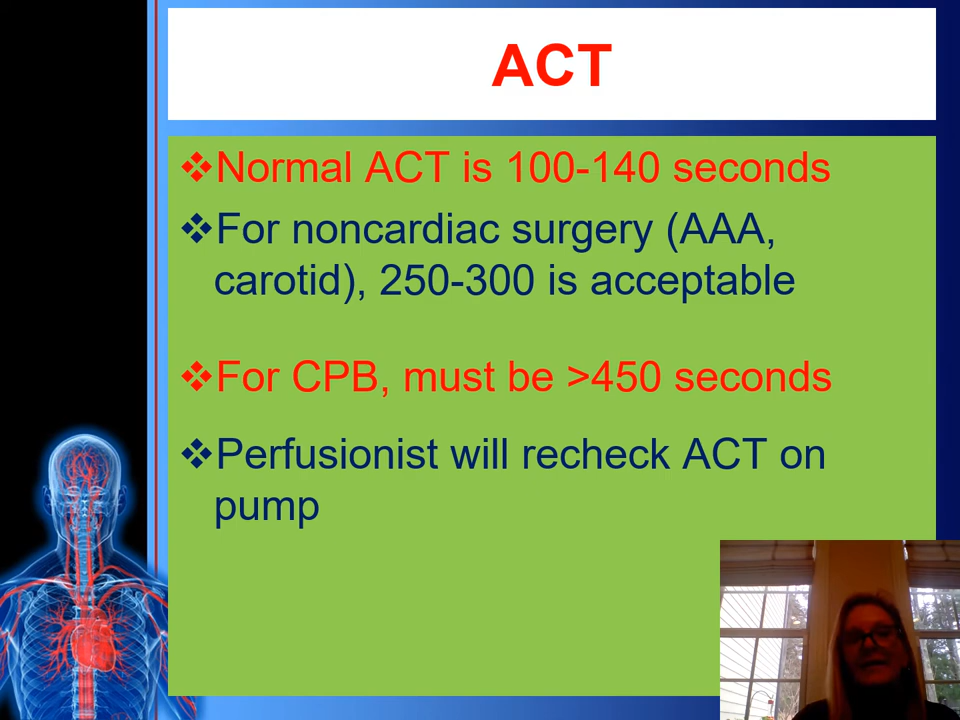 ACT
❖Normal ACT is 100-140 seconds
❖For noncardiac surgery (AAA,
carotid), 250-300 is acceptable
❖For CPB, must be >450 seconds
❖Perfusionist will recheck ACT on
pump